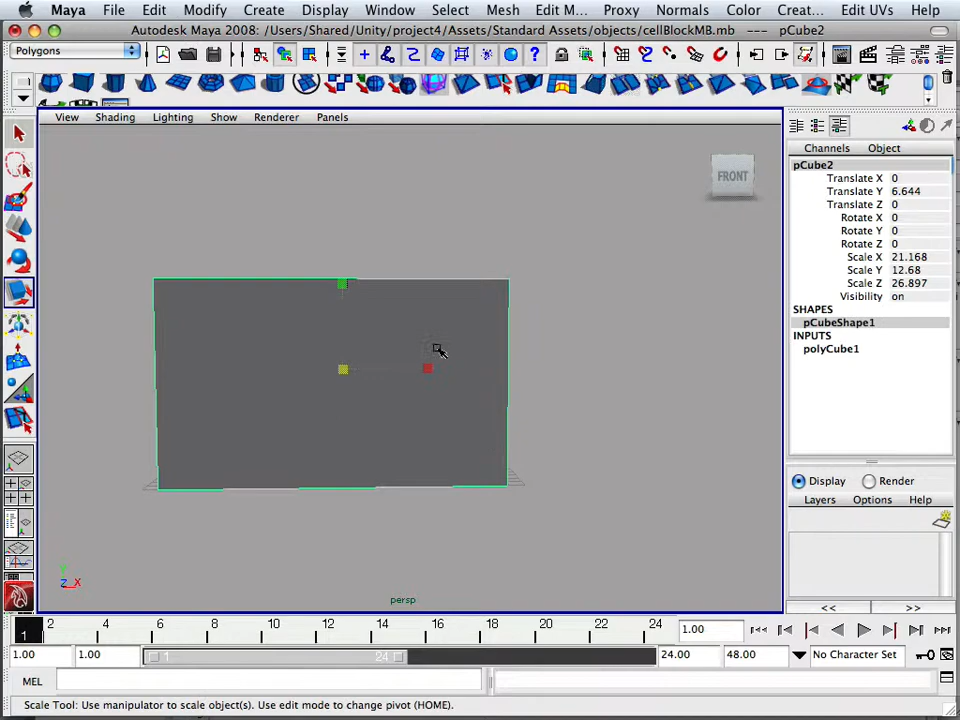 Maya File Edit Modify Create Display Window Select Mesh Edit M... Proxy Normals Color Creat... Edit UVs Help
Autodesk Maya 2008: /Users/Shared/Unity/project4/Assets/Standard Assets/objects/cellBlockMB.mb --- pCube2
Polygons
View Shading Lighting Show Renderer Panels
FRONT
Channels Object
pCube2
Translate X 0
Translate Y 6.644
Translate Z 0
Rotate X 0
Rotate Y 0
Rotate Z 0
Scale X 21.168
Scale Y 12.68
Scale Z 26.897
Visibility on
SHAPES
pCubeShape1
INPUTS
polyCube1
Display Render
Layers Options Help
<< >>
Y
Z X
persp
1 2 4 6 8 10 12 14 16 18 20 22 24 1.00
1.00 1.00 1 24 24.00 48.00 No Character Set
MEL
Scale Tool: Use manipulator to scale object(s). Use edit mode to change pivot (HOME).